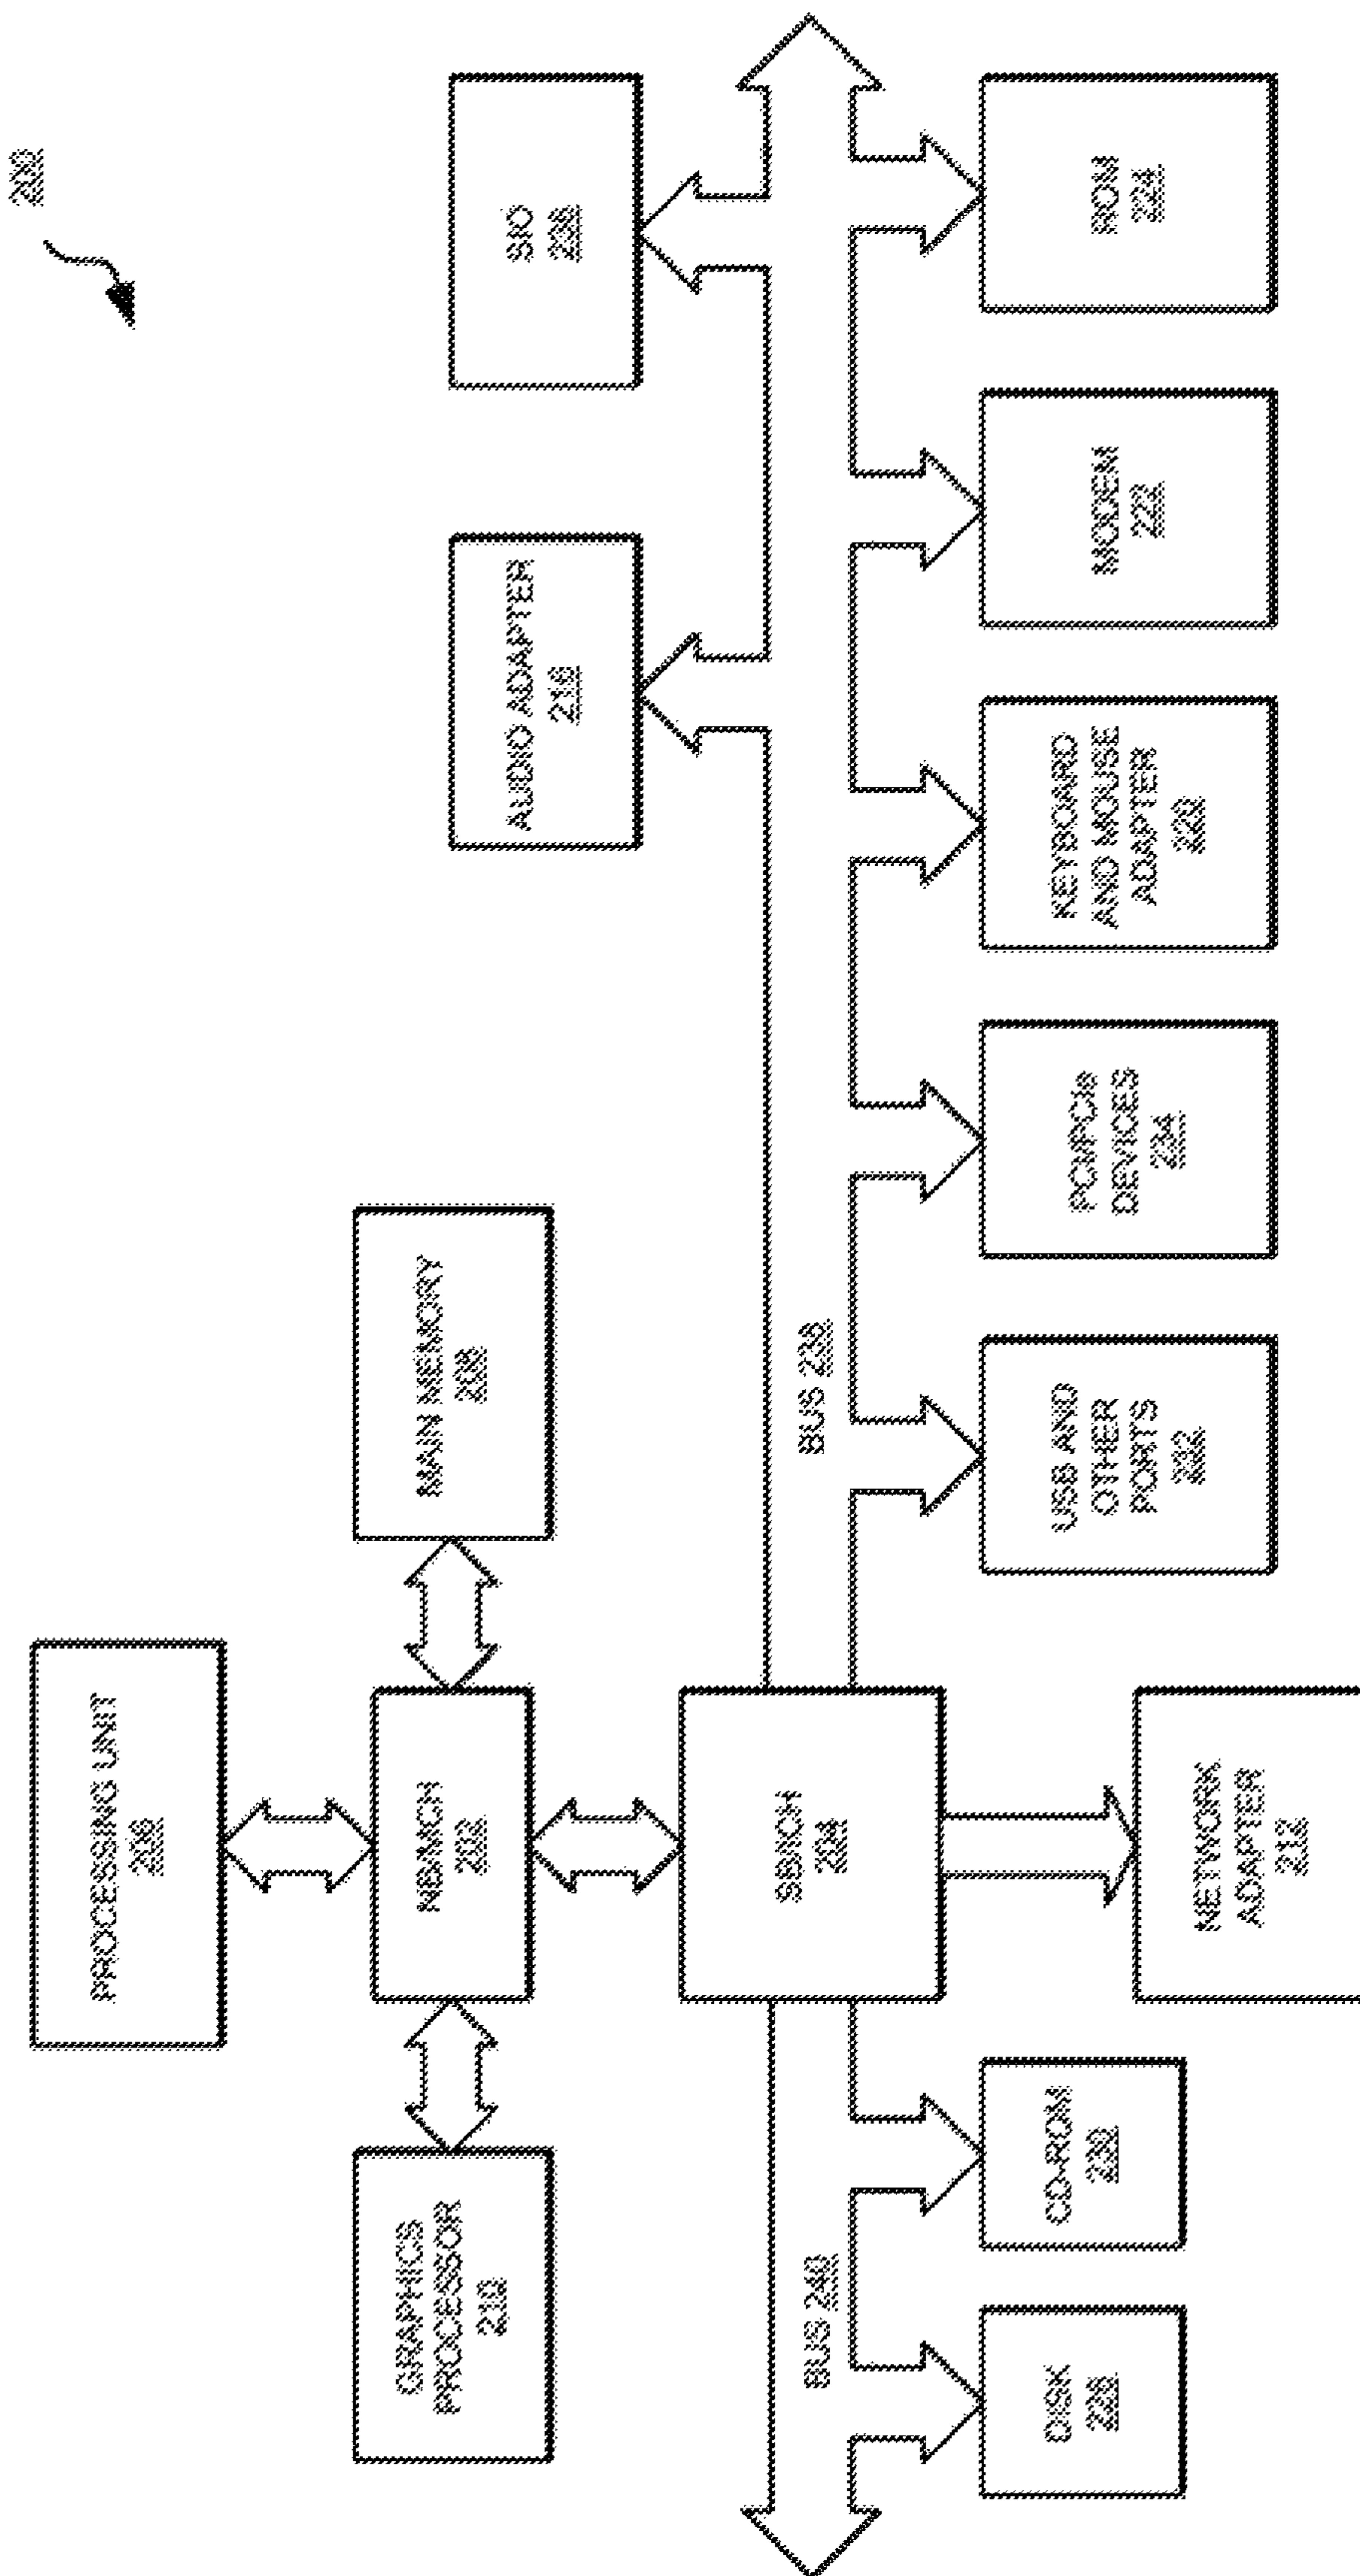 200
PROCESSING UNIT
206
GRAPHICS
PROCESSOR
210
NB/MCH
202
MAIN MEMORY
208
AUDIO ADAPTER
216
SIO
236
SB/ICH
204
BUS 240
BUS 238
DISK
226
CD-ROM
230
NETWORK
ADAPTER
212
USB AND
OTHER
PORTS
232
PCI/PCIe
DEVICES
234
KEYBOARD
AND MOUSE
ADAPTER
220
MODEM
222
ROM
224